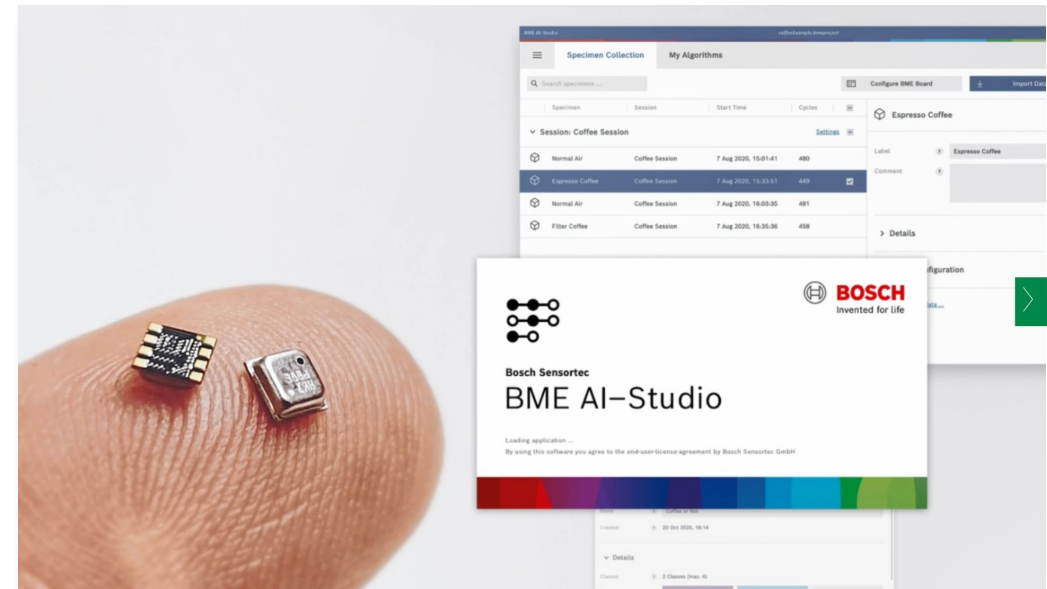 BME AI Studio
Specimen Collection
My Algorithms
Search specimens ...
Configure BME Board
Import Data
Specimen
Session
Start Time
Cycles
Espresso Coffee
Session: Coffee Session
Settings
Label
Espresso Coffee
Normal Air
Coffee Session
7 Aug 2020, 15:01:41
480
Comment
Espresso Coffee
Coffee Session
7 Aug 2020, 15:33:51
449
Normal Air
Coffee Session
7 Aug 2020, 16:03:35
481
Filter Coffee
Coffee Session
7 Aug 2020, 16:35:36
458
Details
BOSCH
Invented for life
Bosch Sensortec
BME AI-Studio
Loading application ...
By using this software you agree to the end-user-license-agreement by Bosch Sensortec GmbH
Coffee or Not
Created
20 Oct 2020, 16:14
Details
Classes
2 Classes (max. 4)